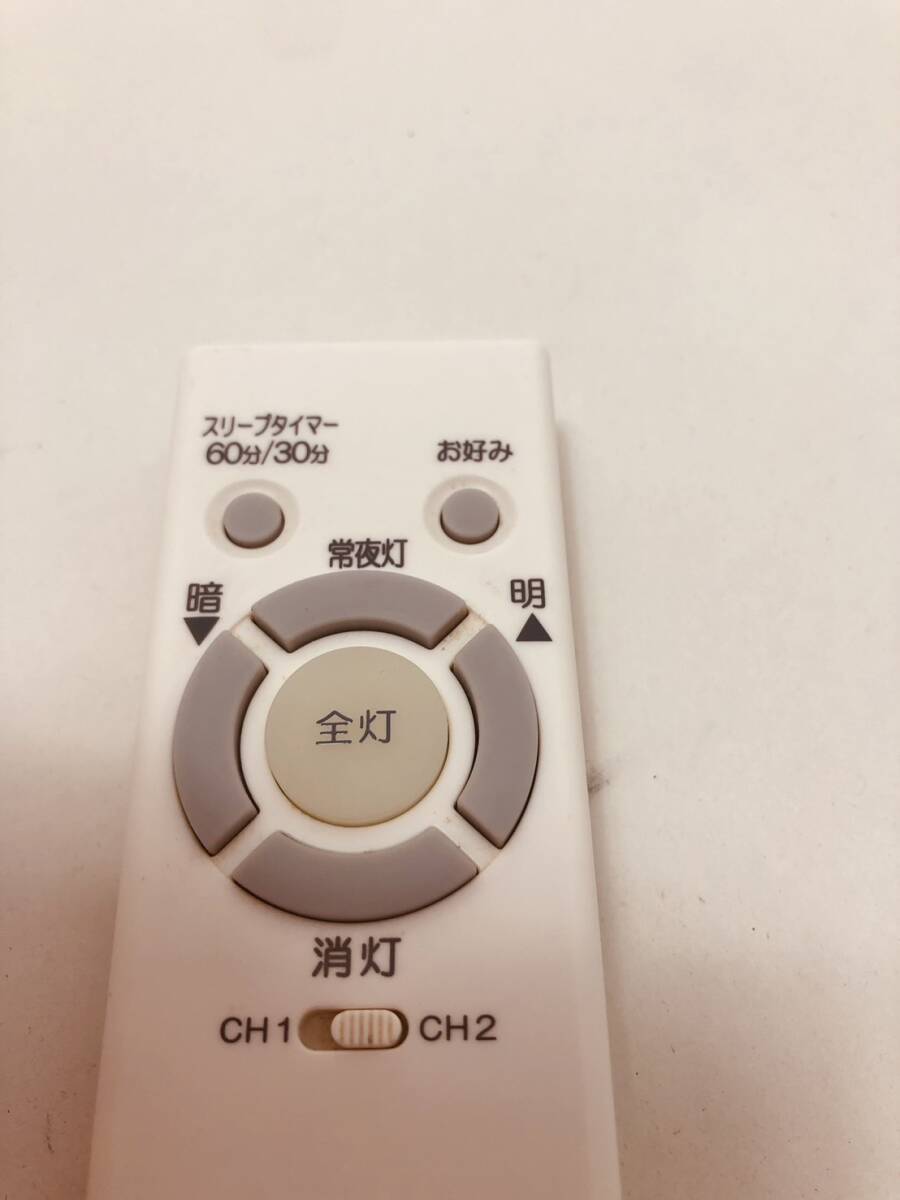 スリープタイマー
60分/30分
お好み
常夜灯
暗
▼
明
▲
全灯
消灯
CH1
CH2